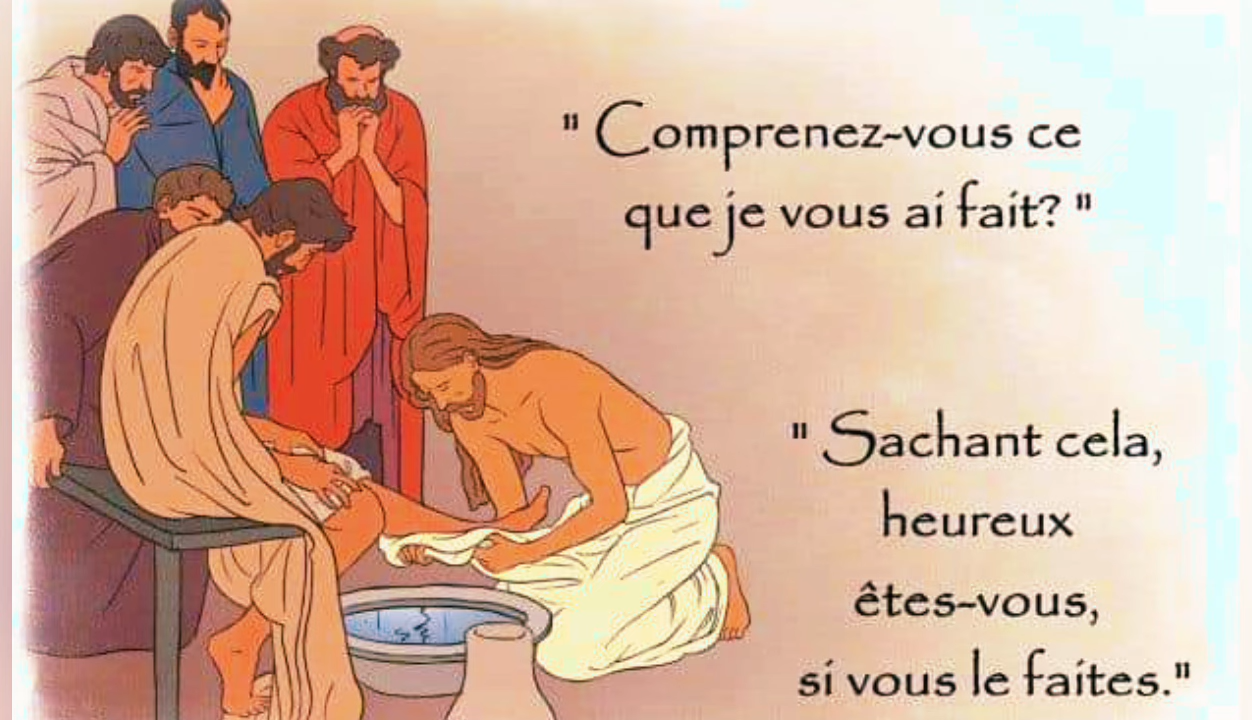 " Comprenez-vous ce
que je vous ai fait? "
" Sachant cela,
heureux
êtes-vous,
si vous le faites."